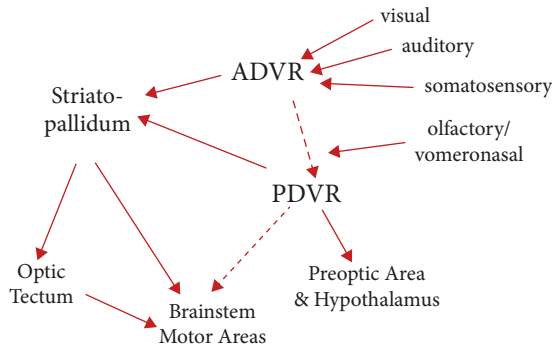 visual
auditory
ADVR
somatosensory
Striato-
pallidum
olfactory/
vomeronasal
PDVR
Optic
Tectum
Preoptic Area
& Hypothalamus
Brainstem
Motor Areas